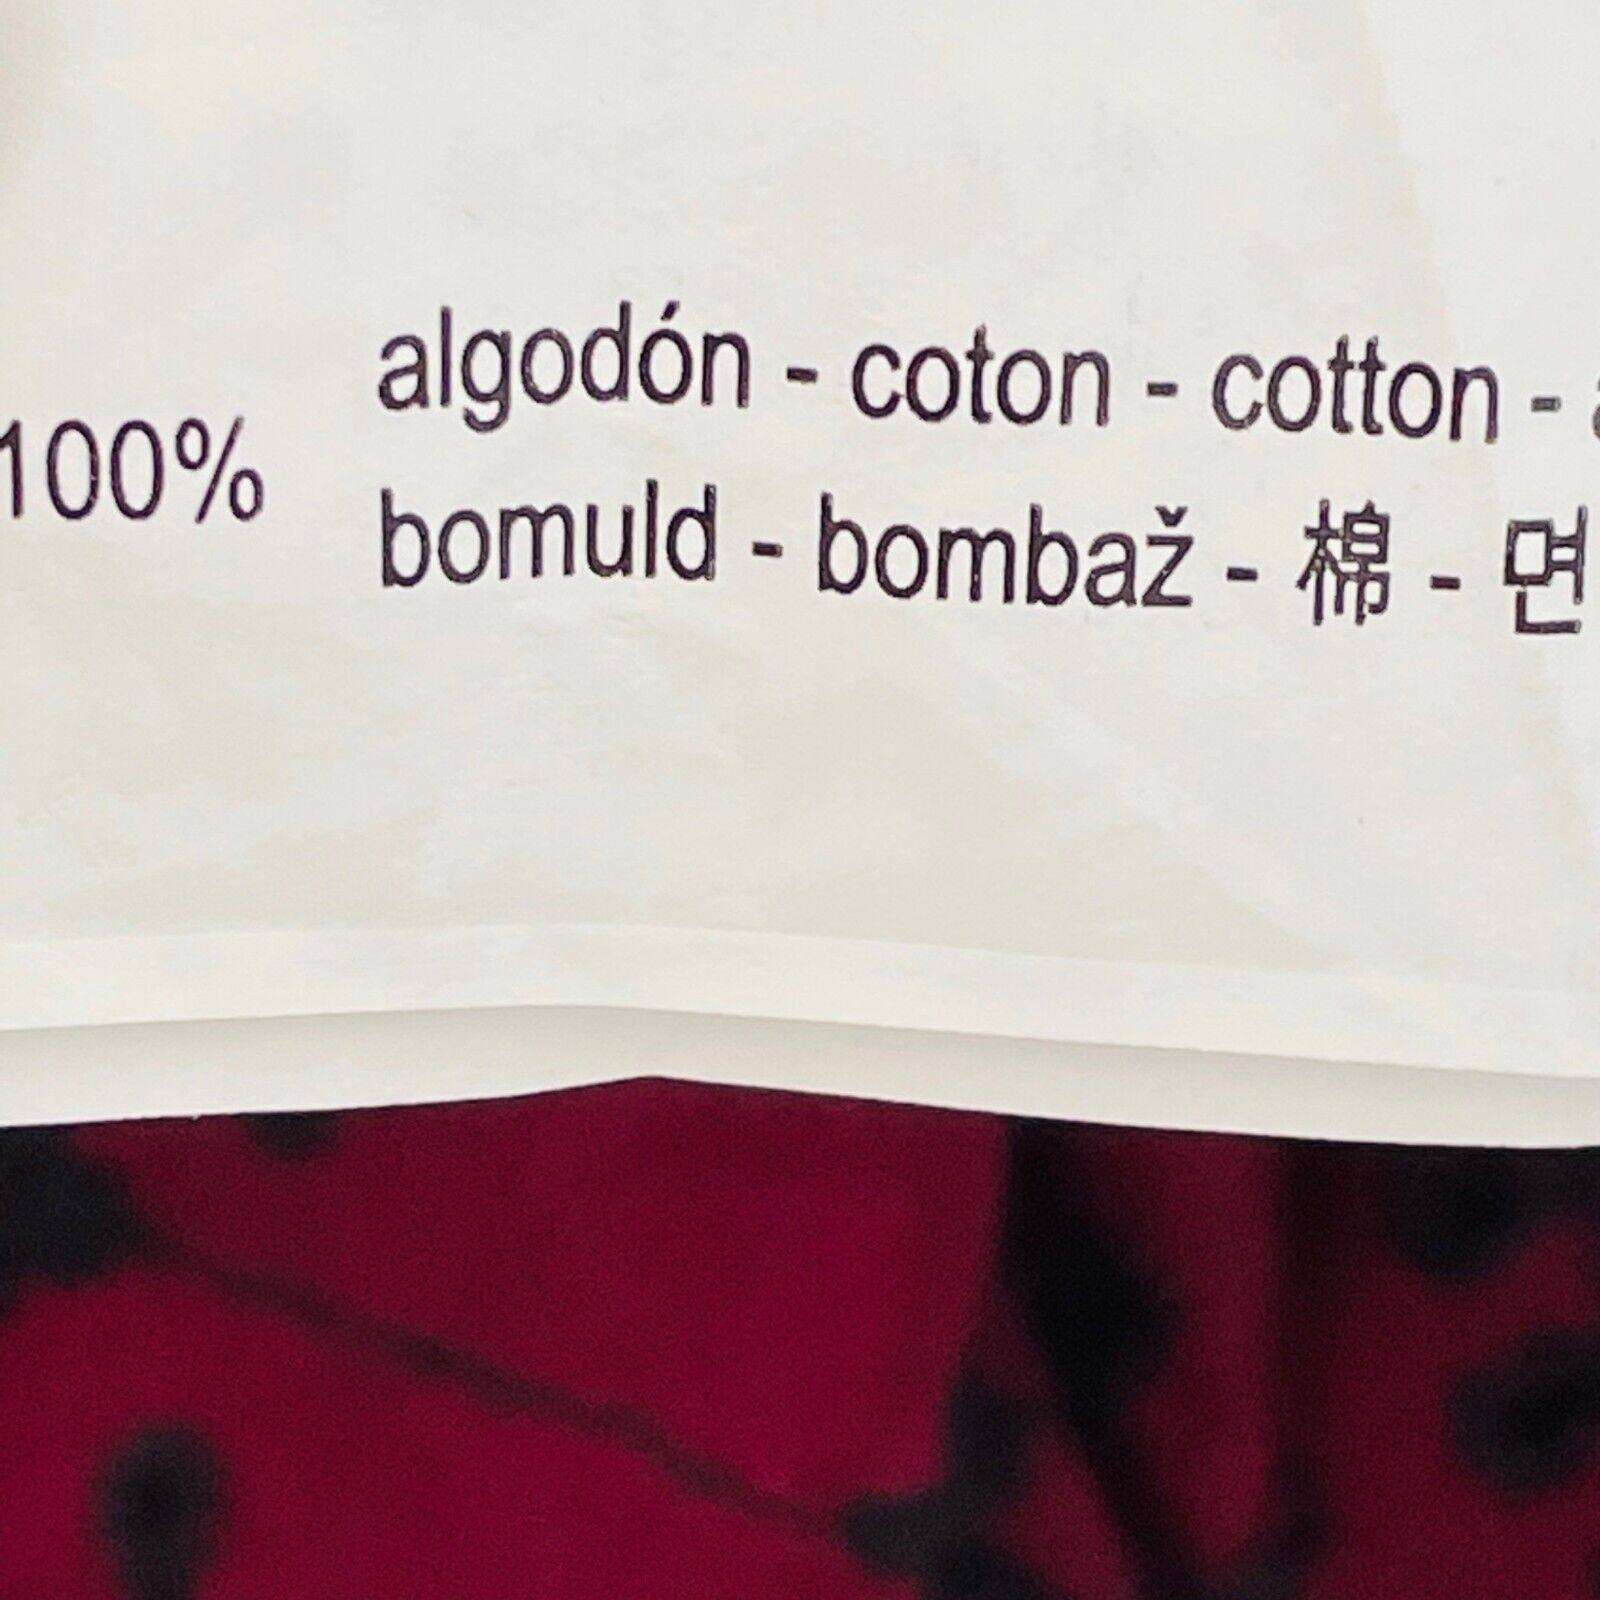 100%
algodón - coton - cotton -
bomuld - bombaž - 棉 - 면